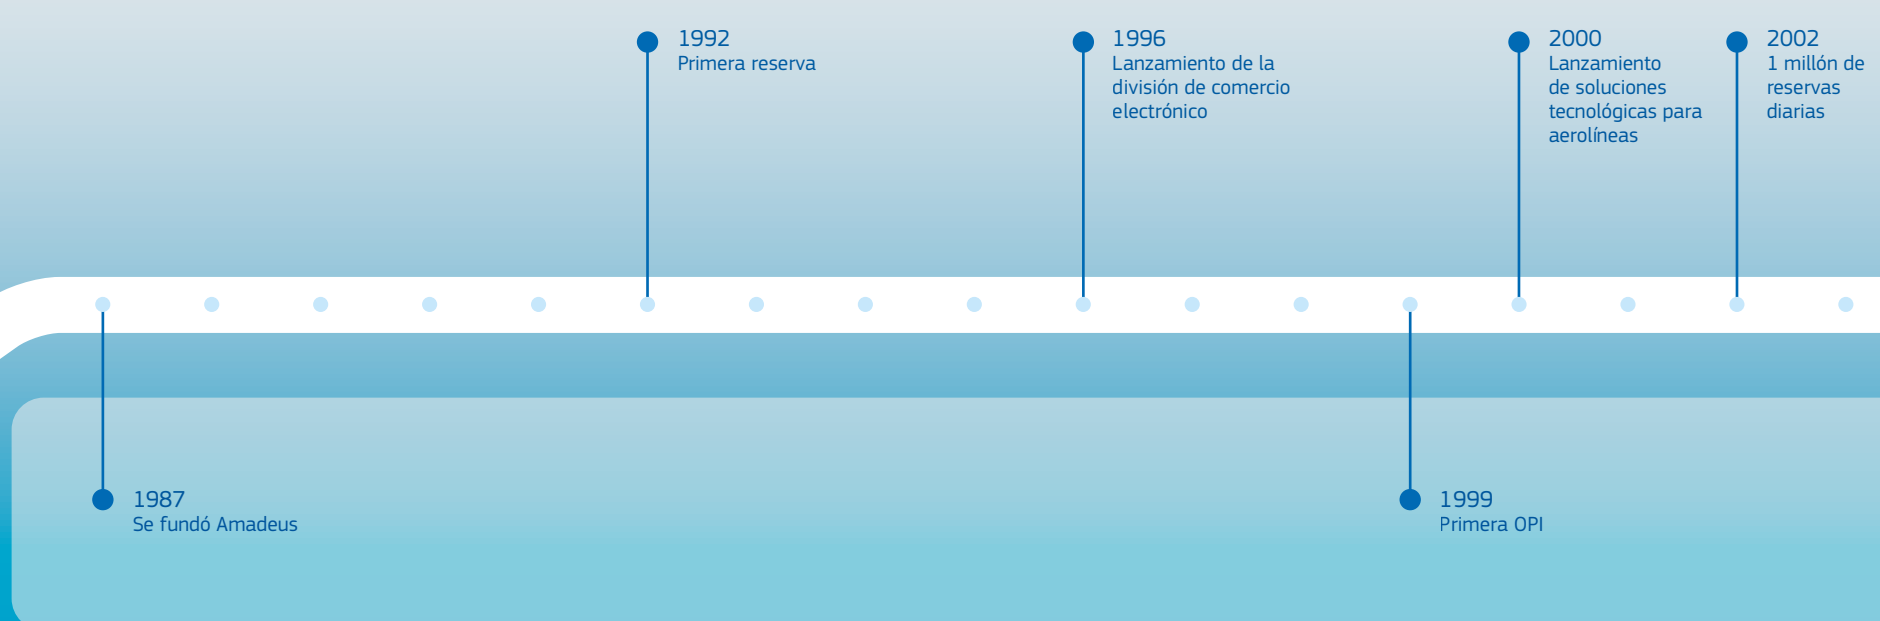 1992
Primera reserva
1996
Lanzamiento de la
división de comercio
electrónico
2000
Lanzamiento
de soluciones
tecnológicas para
aerolíneas
2002
1 millón de
reservas
diarias
1987
Se fundó Amadeus
1999
Primera OPI